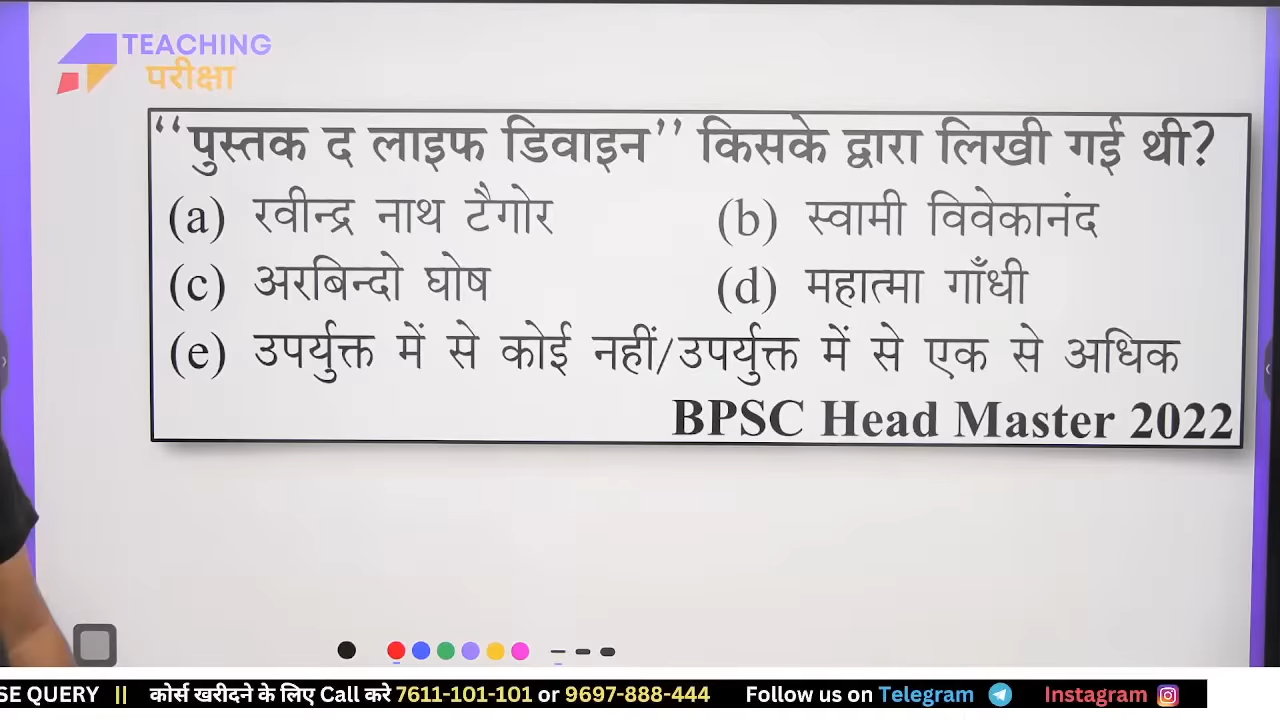 TEACHING
परीक्षा
“पुस्तक द लाइफ डिवाइन” किसके द्वारा लिखी गई थी?
(a) रवीन्द्र नाथ टैगोर (b) स्वामी विवेकानंद
(c) अरबिन्दो घोष (d) महात्मा गाँधी
(e) उपर्युक्त में से कोई नहीं/उपर्युक्त में से एक से अधिक
BPSC Head Master 2022
SE QUERY || कोर्स खरीदने के लिए Call करे 7611-101-101 or 9697-888-444 Follow us on Telegram Instagram